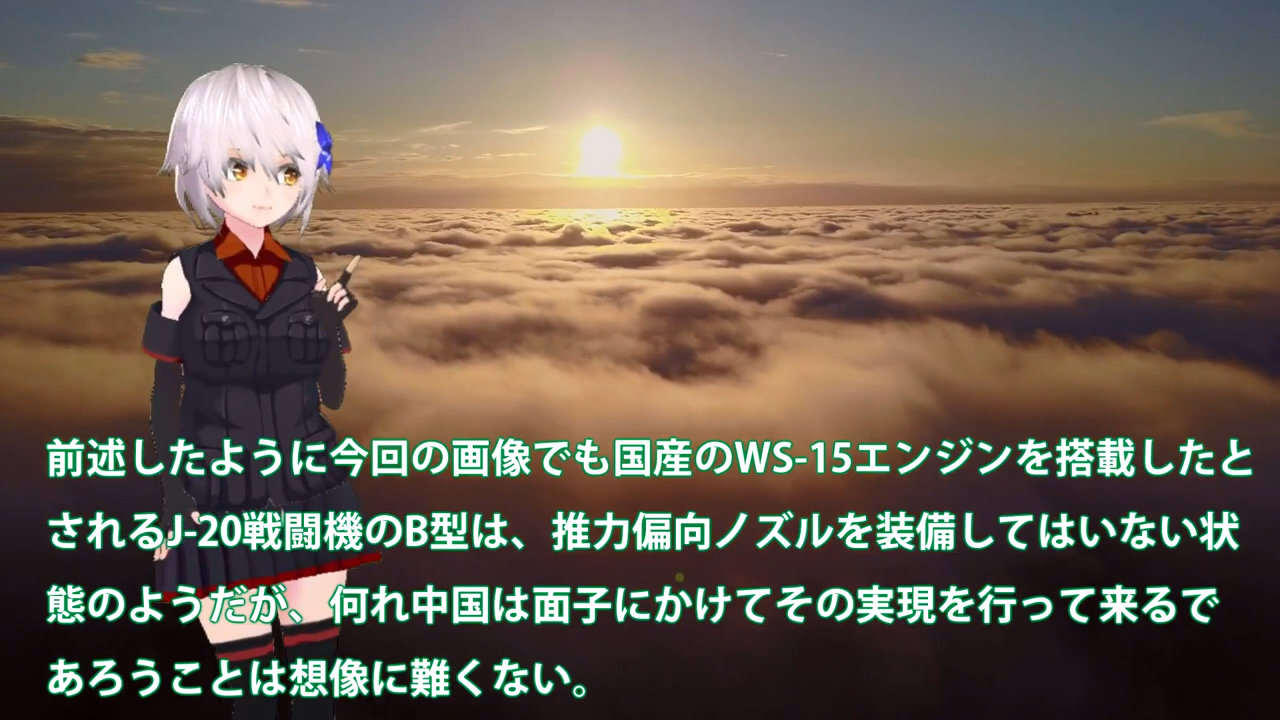 前述したように今回の画像でも国産のWS-15エンジンを搭載したと
されるJ-20戦闘機のB型は、推力偏向ノズルを装備してはいない状
態のようだが、何れ中国は面子にかけてその実現を行って来るで
あろうことは想像に難くない。